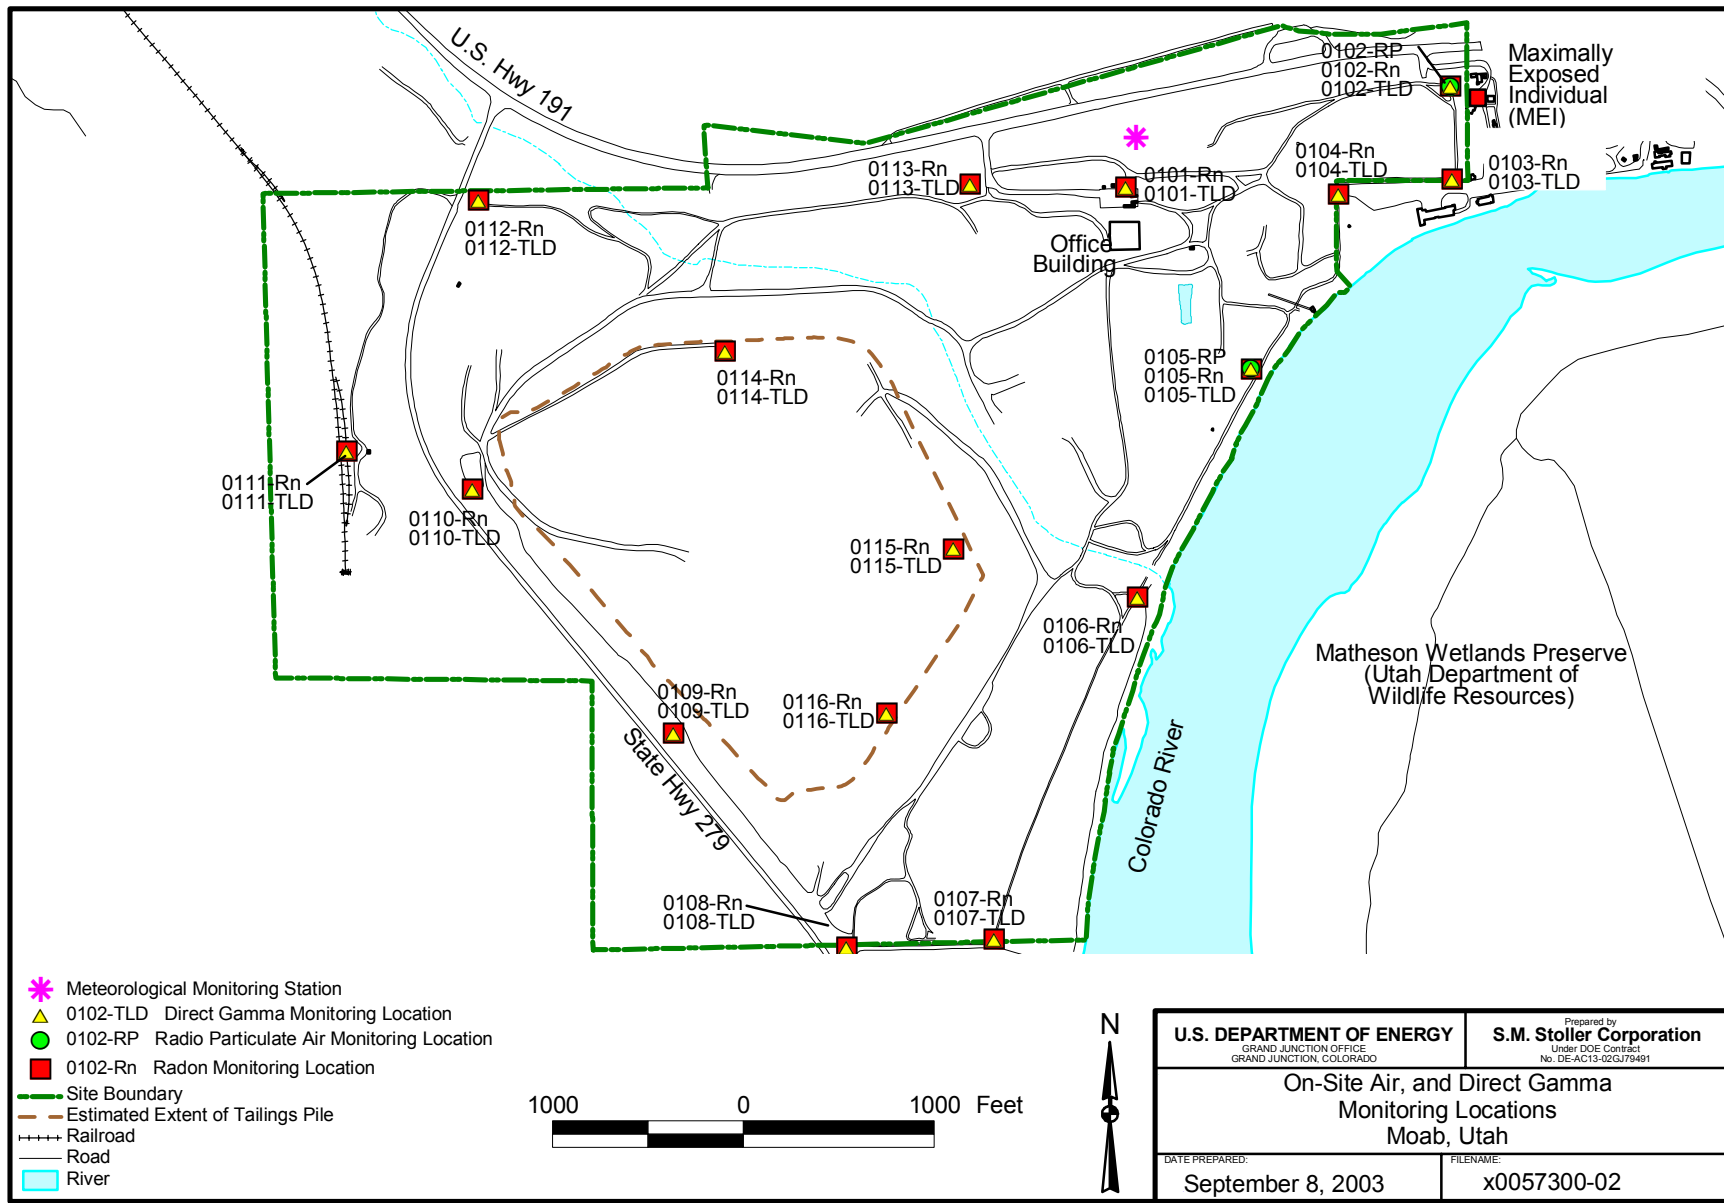 U.S. Hwy 191
0102-RP
0102-Rn
0102-TLD
Maximally
Exposed
Individual
(MEI)
0113-Rn
0113-TLD
0101-Rn
0101-TLD
0104-Rn
0104-TLD
0103-Rn
0103-TLD
0112-Rn
0112-TLD
Office
Building
0114-Rn
0114-TLD
0105-RP
0105-Rn
0105-TLD
0111-Rn
0111-TLD
0110-Rn
0110-TLD
0115-Rn
0115-TLD
0106-Rn
0106-TLD
Matheson Wetlands Preserve
(Utah Department of
Wildlife Resources)
0109-Rn
0109-TLD
0116-Rn
0116-TLD
State Hwy 279
Colorado River
0108-Rn
0108-TLD
0107-Rn
0107-TLD
Meteorological Monitoring Station
0102-TLD Direct Gamma Monitoring Location
0102-RP Radio Particulate Air Monitoring Location
0102-Rn Radon Monitoring Location
Site Boundary
Estimated Extent of Tailings Pile
Railroad
Road
River
1000 0 1000 Feet
N
U.S. DEPARTMENT OF ENERGY
GRAND JUNCTION OFFICE
GRAND JUNCTION, COLORADO
Prepared by
S.M. Stoller Corporation
Under DOE Contract
No. DE-AC13-02GJ79491
On-Site Air, and Direct Gamma
Monitoring Locations
Moab, Utah
DATE PREPARED:
September 8, 2003
FILENAME:
x0057300-02